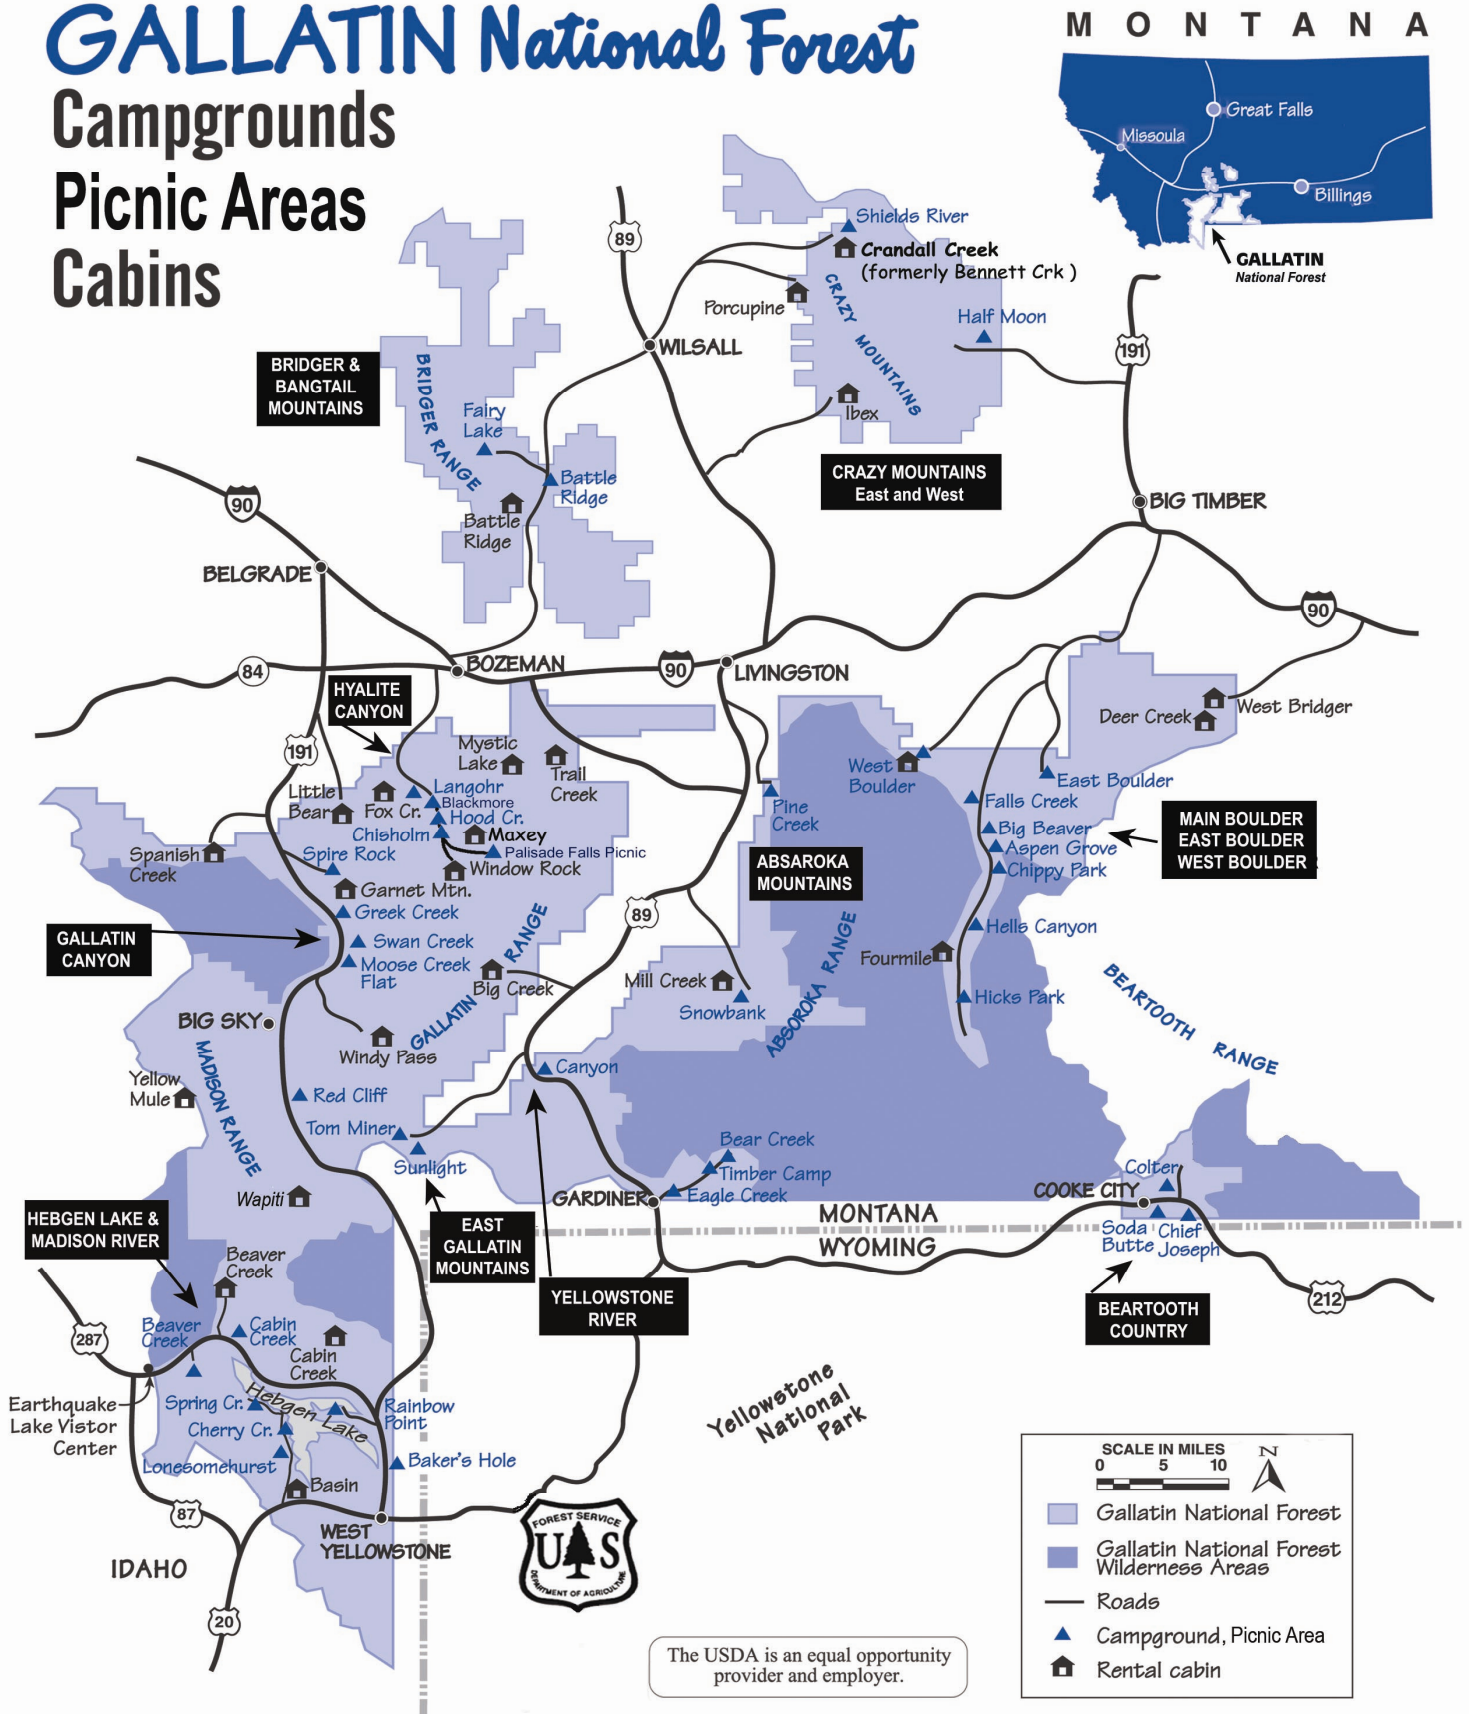 GALLATIN National Forest
Campgrounds
Picnic Areas
Cabins
MONTANA
Great Falls
Missoula
Billings
GALLATIN
National Forest
89
Shields River
Crandall Creek
(formerly Bennett Crk )
Porcupine
CRAZY MOUNTAINS
Half Moon
191
WILSALL
BRIDGER &
BANGTAIL
MOUNTAINS
BRIDGER RANGE
Fairy
Lake
Ibex
Battle
Ridge
CRAZY MOUNTAINS
East and West
90
BIG TIMBER
Battle
Ridge
BELGRADE
90
84
BOZEMAN
90
LIVINGSTON
HYALITE
CANYON
West Bridger
Deer Creek
191
Mystic
Lake
Trail
Creek
West
Boulder
East Boulder
Little
Bear
Fox Cr.
Langohr
Blackmore
Hood Cr.
Chisholm
Maxey
Palisade Falls Picnic
Window Rock
Pine
Creek
Falls Creek
Big Beaver
Aspen Grove
Chippy Park
MAIN BOULDER
EAST BOULDER
WEST BOULDER
Spanish
Creek
Spire Rock
Garnet Mtn.
ABSAROKA
MOUNTAINS
Greek Creek
89
GALLATIN
CANYON
Swan Creek
Moose Creek
Flat
GALLATIN RANGE
Big Creek
Mill Creek
Snowbank
ABSOROKA RANGE
Fourmile
Hells Canyon
Hicks Park
BEARTOOTH RANGE
BIG SKY
Windy Pass
MADISON RANGE
Yellow
Mule
Canyon
Red Cliff
Tom Miner
Sunlight
Bear Creek
Timber Camp
Eagle Creek
GARDINER
Colter
COOKE CITY
Soda
Butte
Chief
Joseph
Wapiti
HEBGEN LAKE &
MADISON RIVER
EAST
GALLATIN
MOUNTAINS
MONTANA
WYOMING
YELLOWSTONE
RIVER
BEARTOOTH
COUNTRY
212
Beaver
Creek
287
Beaver
Creek
Cabin
Creek
Cabin
Creek
Earthquake
Lake Vistor
Center
Spring Cr.
Hebgen Lake
Rainbow
Point
Cherry Cr.
Lonesomehurst
Baker's Hole
Basin
Yellowstone
National
Park
87
WEST
YELLOWSTONE
IDAHO
20
FOREST SERVICE
U S
DEPARTMENT OF AGRICULTURE
The USDA is an equal opportunity
provider and employer.
SCALE IN MILES
0 5 10
N
Gallatin National Forest
Gallatin National Forest
Wilderness Areas
Roads
Campground, Picnic Area
Rental cabin